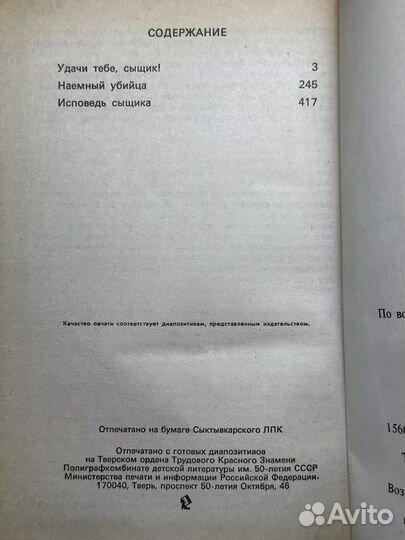 СОДЕРЖАНИЕ
Удачи тебе, сыщик! 3
Наемный убийца 245
Исповедь сыщика 417
Качество печати соответствует диапозитивам, представленным издательством.
Отпечатано на бумаге Сыктывкарского ЛПК
Отпечатано с готовых диапозитивов
на Тверском ордена Трудового Красного Знамени
Полиграфкомбинате детской литературы им. 50-летия СССР
Министерства печати и информации Российской Федерации.
170040, Тверь, проспект 50-летия Октября, 46
По во
1560
Т
Воз
Avito